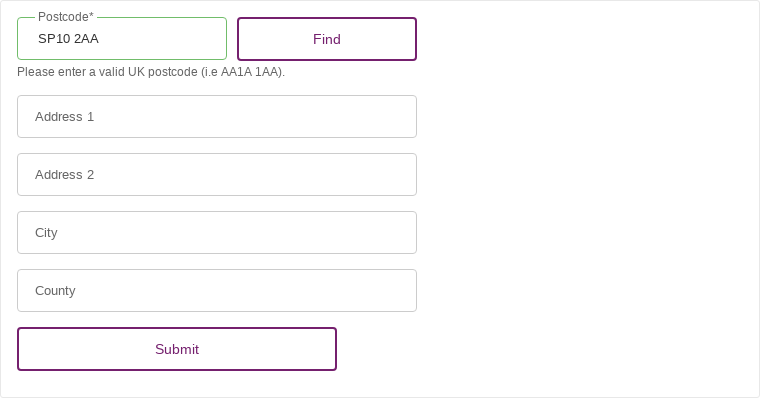 Postcode*
SP10 2AA
Find
Please enter a valid UK postcode (i.e AA1A 1AA).
Address 1
Address 2
City
County
Submit